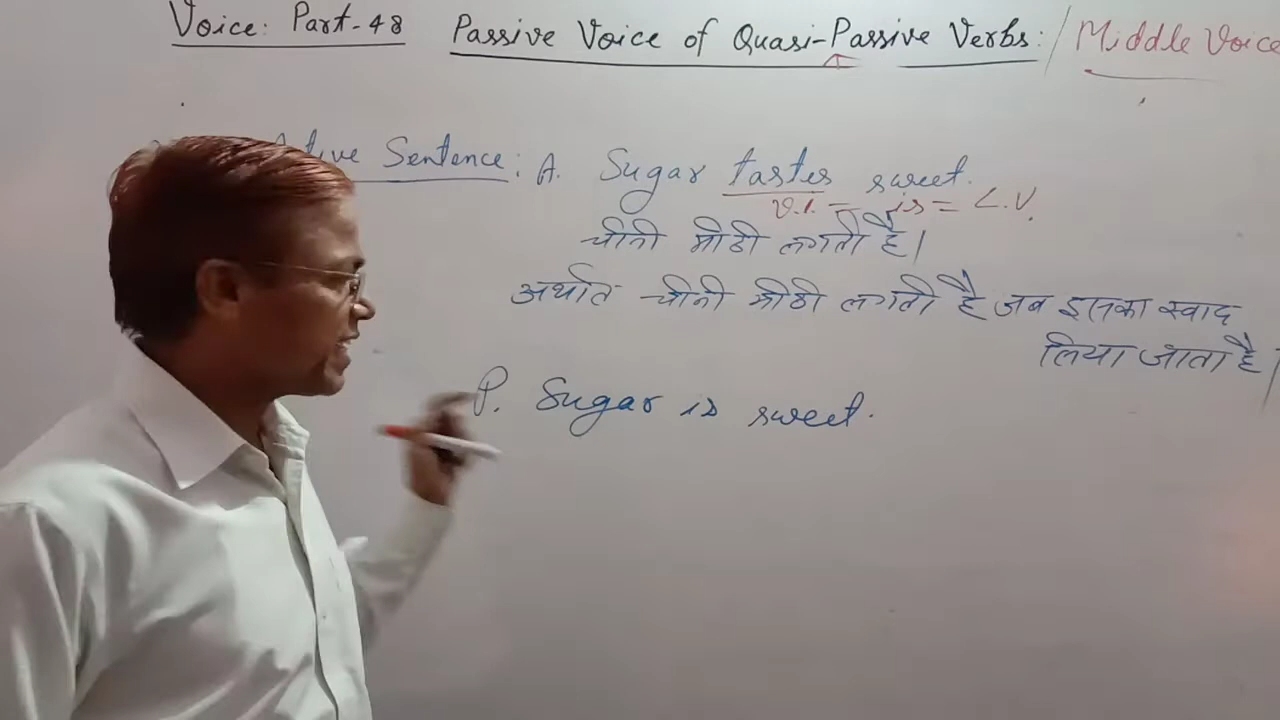 Voice: Part-48 Passive Voice of Quasi-Passive Verbs: / Middle Voice
Active Sentence: A. Sugar tastes sweet.
V.I. = is = L.V.
चीनी मीठी लगती है।
अर्थात चीनी मीठी लगती है जब इसका स्वाद
लिया जाता है।
P. Sugar is sweet.